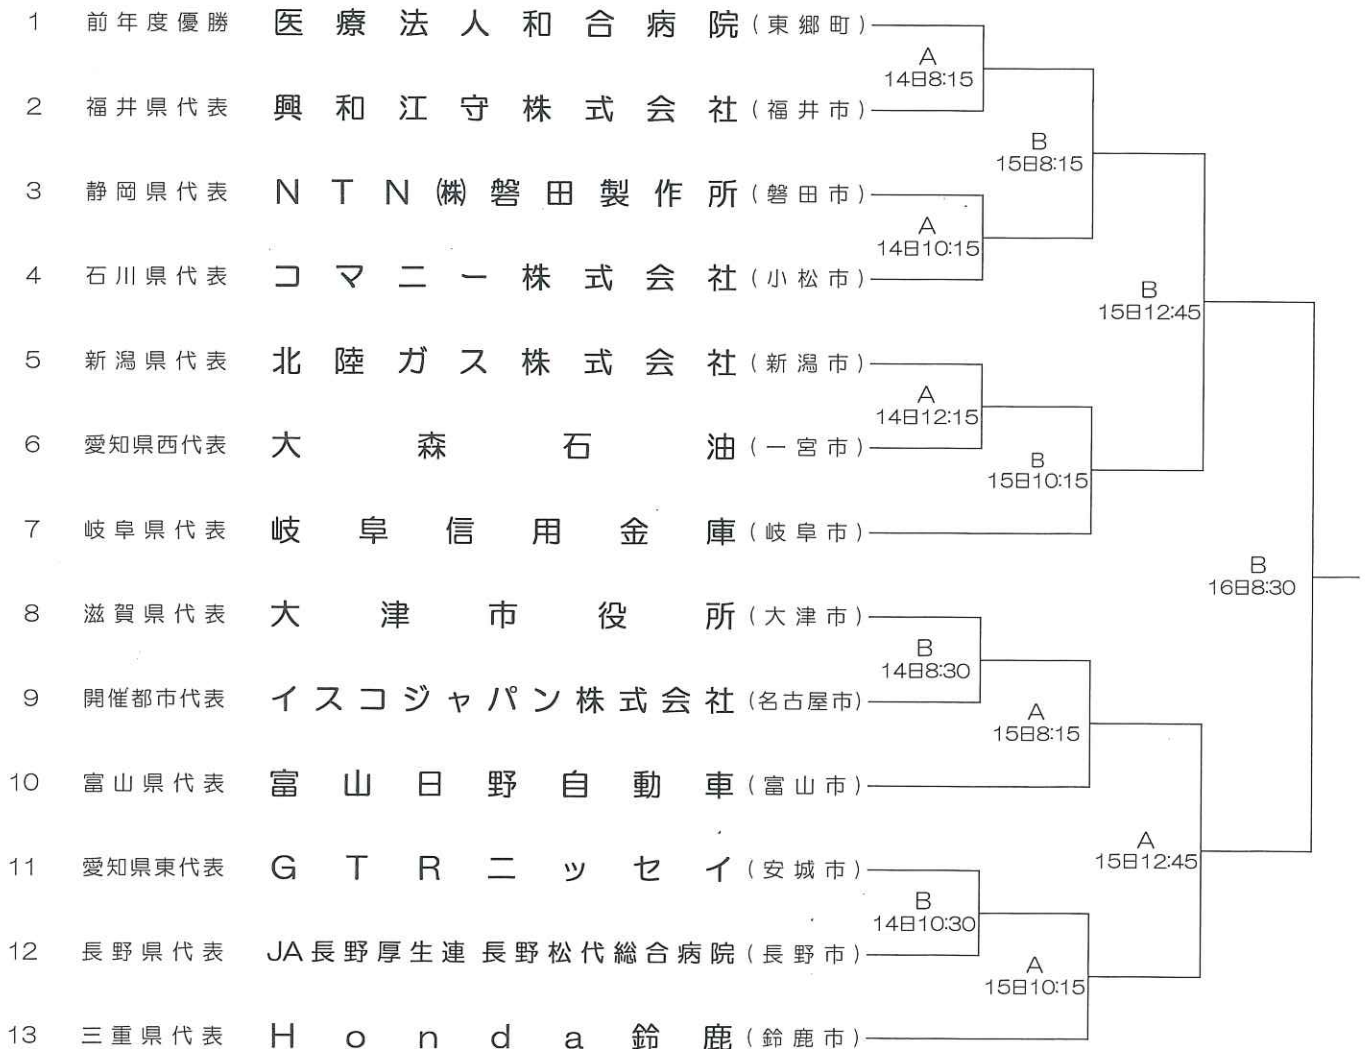 1 前年度優勝 医療法人和合病院 (東郷町)
A
14日8:15
2 福井県代表 興和江守株式会社 (福井市)
B
15日8:15
3 静岡県代表 NTN㈱磐田製作所 (磐田市)
A
14日10:15
4 石川県代表 コマニー株式会社 (小松市)
B
15日12:45
5 新潟県代表 北陸ガス株式会社 (新潟市)
A
14日12:15
6 愛知県西代表 大森石油 (一宮市)
B
15日10:15
7 岐阜県代表 岐阜信用金庫 (岐阜市)
B
16日8:30
8 滋賀県代表 大津市役所 (大津市)
B
14日8:30
9 開催都市代表 イスコジャパン株式会社 (名古屋市)
A
15日8:15
10 富山県代表 富山日野自動車 (富山市)
A
15日12:45
11 愛知県東代表 GTRニッセイ (安城市)
B
14日10:30
12 長野県代表 JA長野厚生連 長野松代総合病院 (長野市)
A
15日10:15
13 三重県代表 Honda鈴鹿 (鈴鹿市)